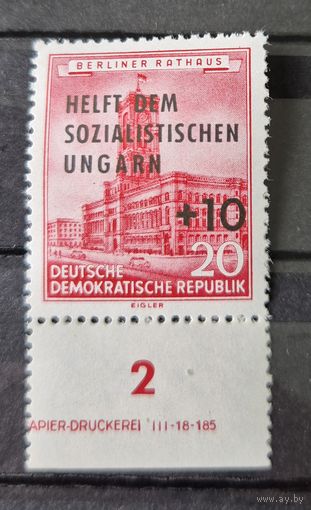 BERLINER RATHAUS
HELFT DEM
SOZIALISTISCHEN
UNGARN
+10
20
DEUTSCHE
DEMOKRATISCHE REPUBLIK
EIGLER
2
APIER-DRUCKEREI III-18-185
ay.by